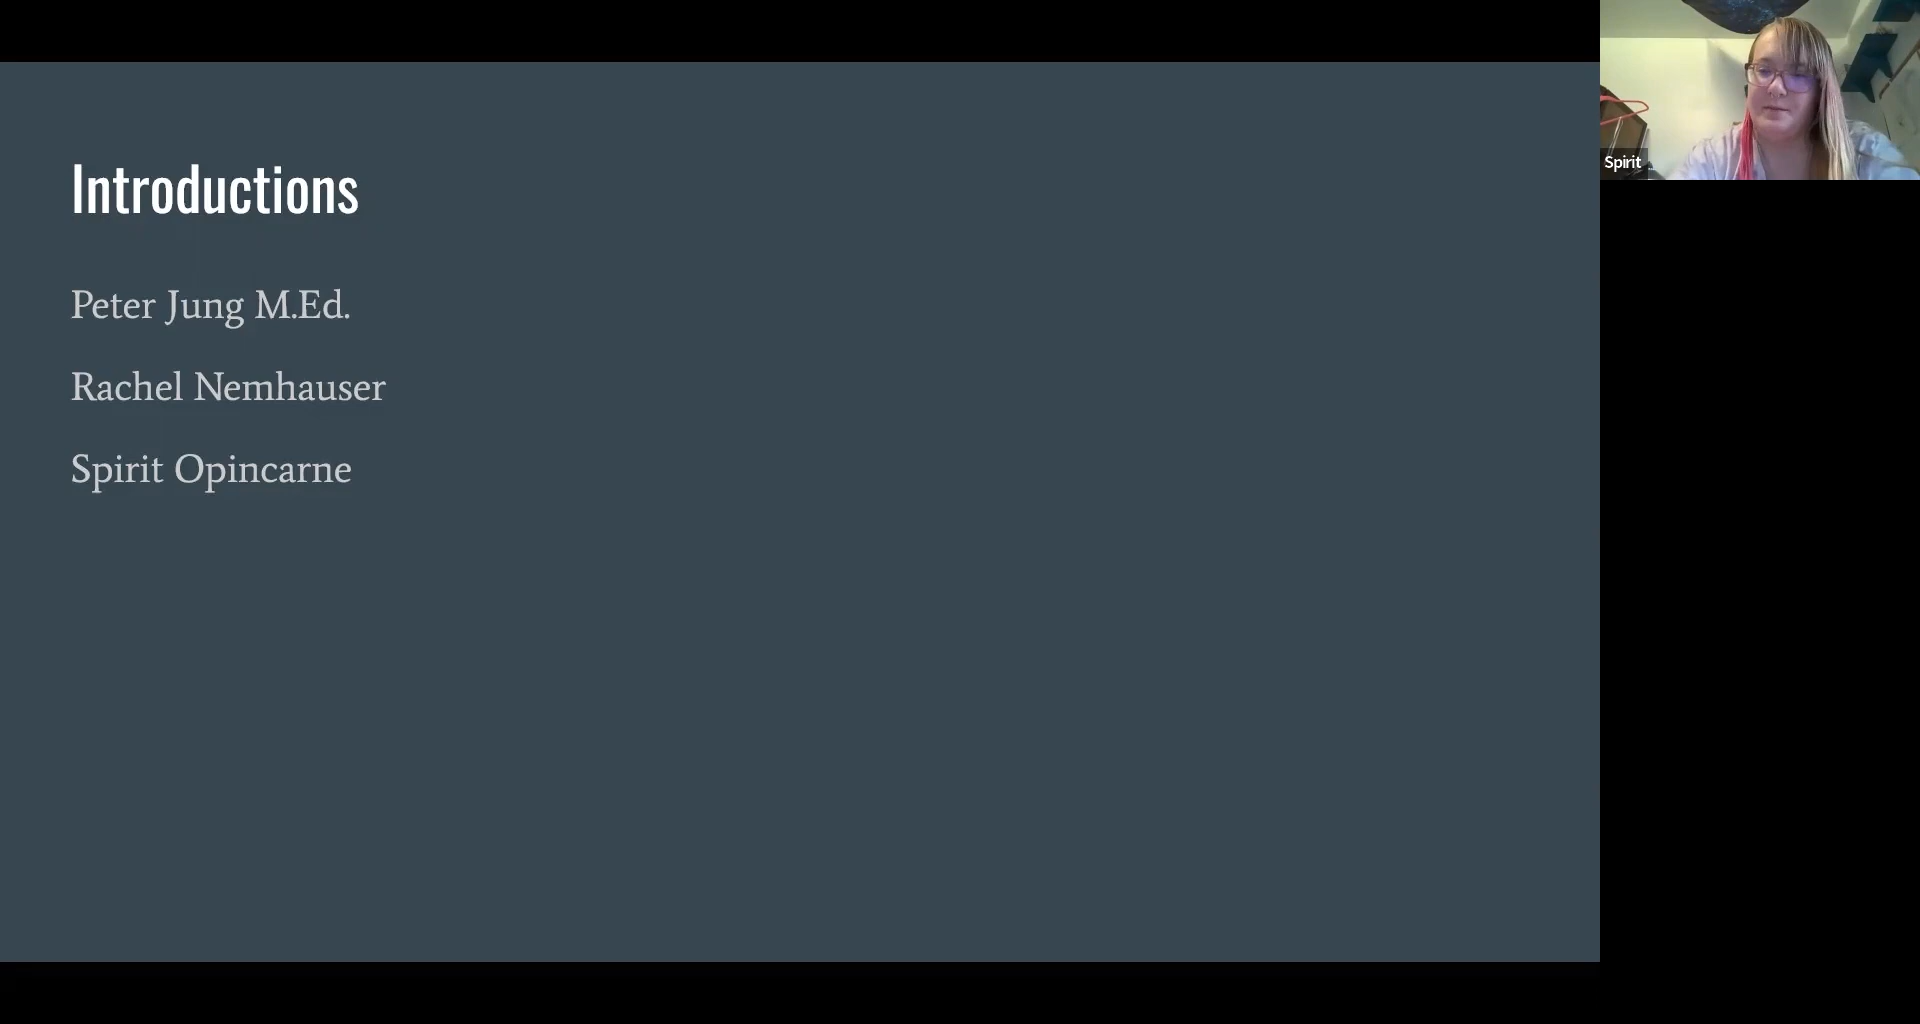 Introductions
Peter Jung M.Ed.
Rachel Nemhauser
Spirit Opincarne
Spirit